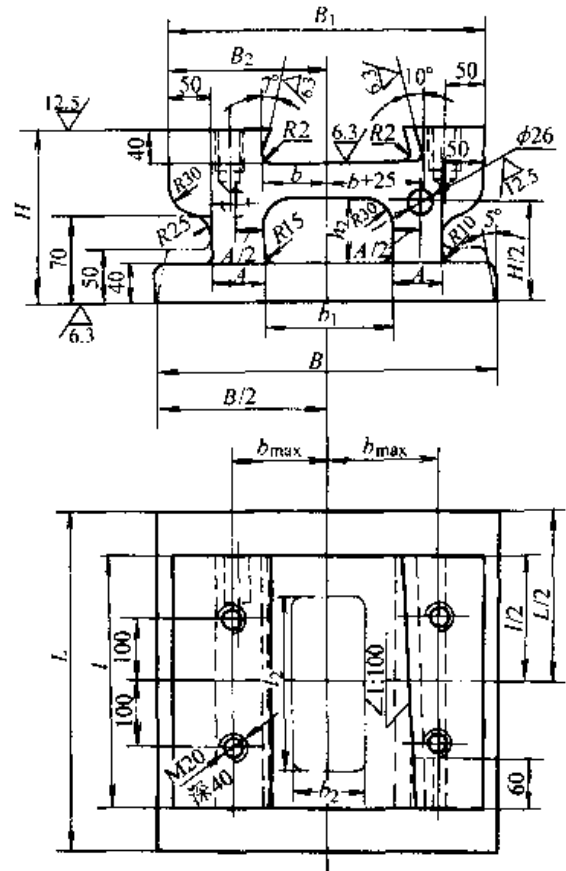 B₁
B₂
50
7°
6.3
6.3
10°
50
12.5
R2
6.3
R2
φ26
40
50
12.5
b
b+25
H
R30
R30
R25
A/2
R15
A/2
R10
5°
H/2
70
50
40
A
A
6.3
b₁
B
B/2
bmax
bmax
L
l
100
100
l₂
∠1:100
l/2
L/2
M20
深40
b₂
60